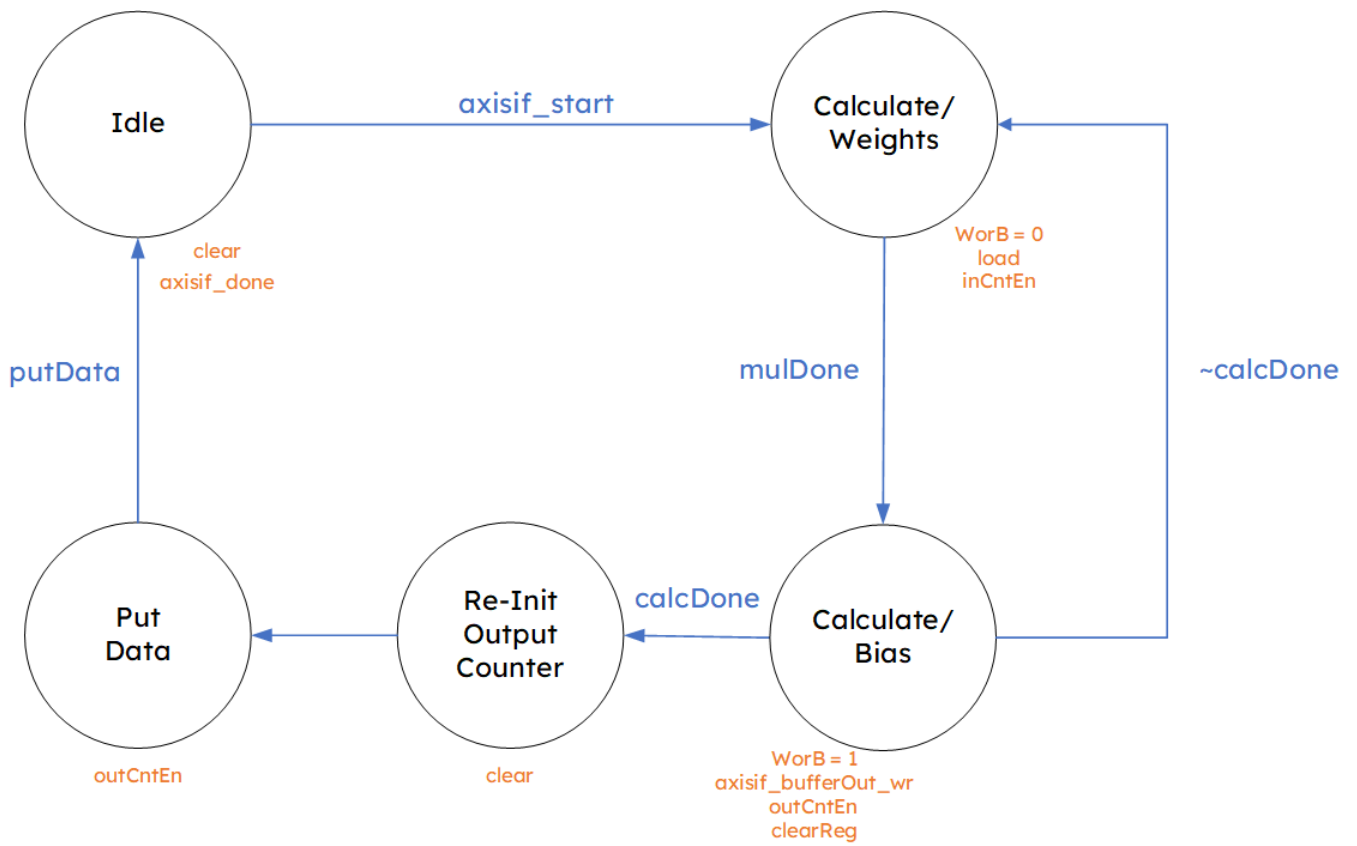 Idle
axisif_start
Calculate/
Weights
clear
axisif_done
WorB = 0
load
inCntEn
putData
mulDone
~calcDone
Put
Data
Re-Init
Output
Counter
calcDone
Calculate/
Bias
outCntEn
clear
WorB = 1
axisif_bufferOut_wr
outCntEn
clearReg